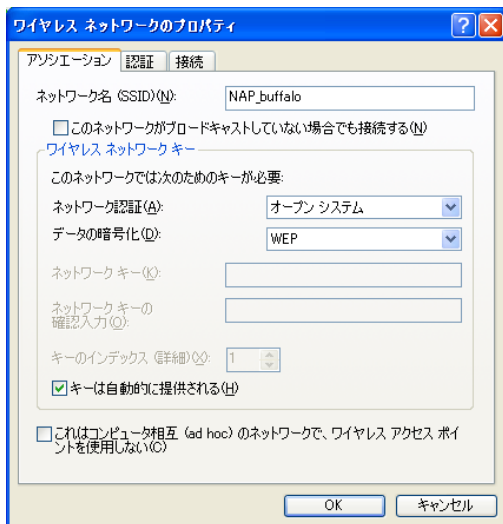 ワイヤレス ネットワークのプロパティ
アソシエーション 認証 接続
ネットワーク名 (SSID)(N): NAP_buffalo
このネットワークがブロードキャストしていない場合でも接続する(N)
ワイヤレス ネットワーク キー
このネットワークでは次のためのキーが必要:
ネットワーク認証(A): オープン システム
データの暗号化(D): WEP
ネットワーク キー(K):
ネットワーク キーの
確認入力(O):
キーのインデックス (詳細)(X): 1
キーは自動的に提供される(H)
これはコンピュータ相互 (ad hoc) のネットワークで、ワイヤレス アクセス ポイ
ントを使用しない(C)
OK キャンセル